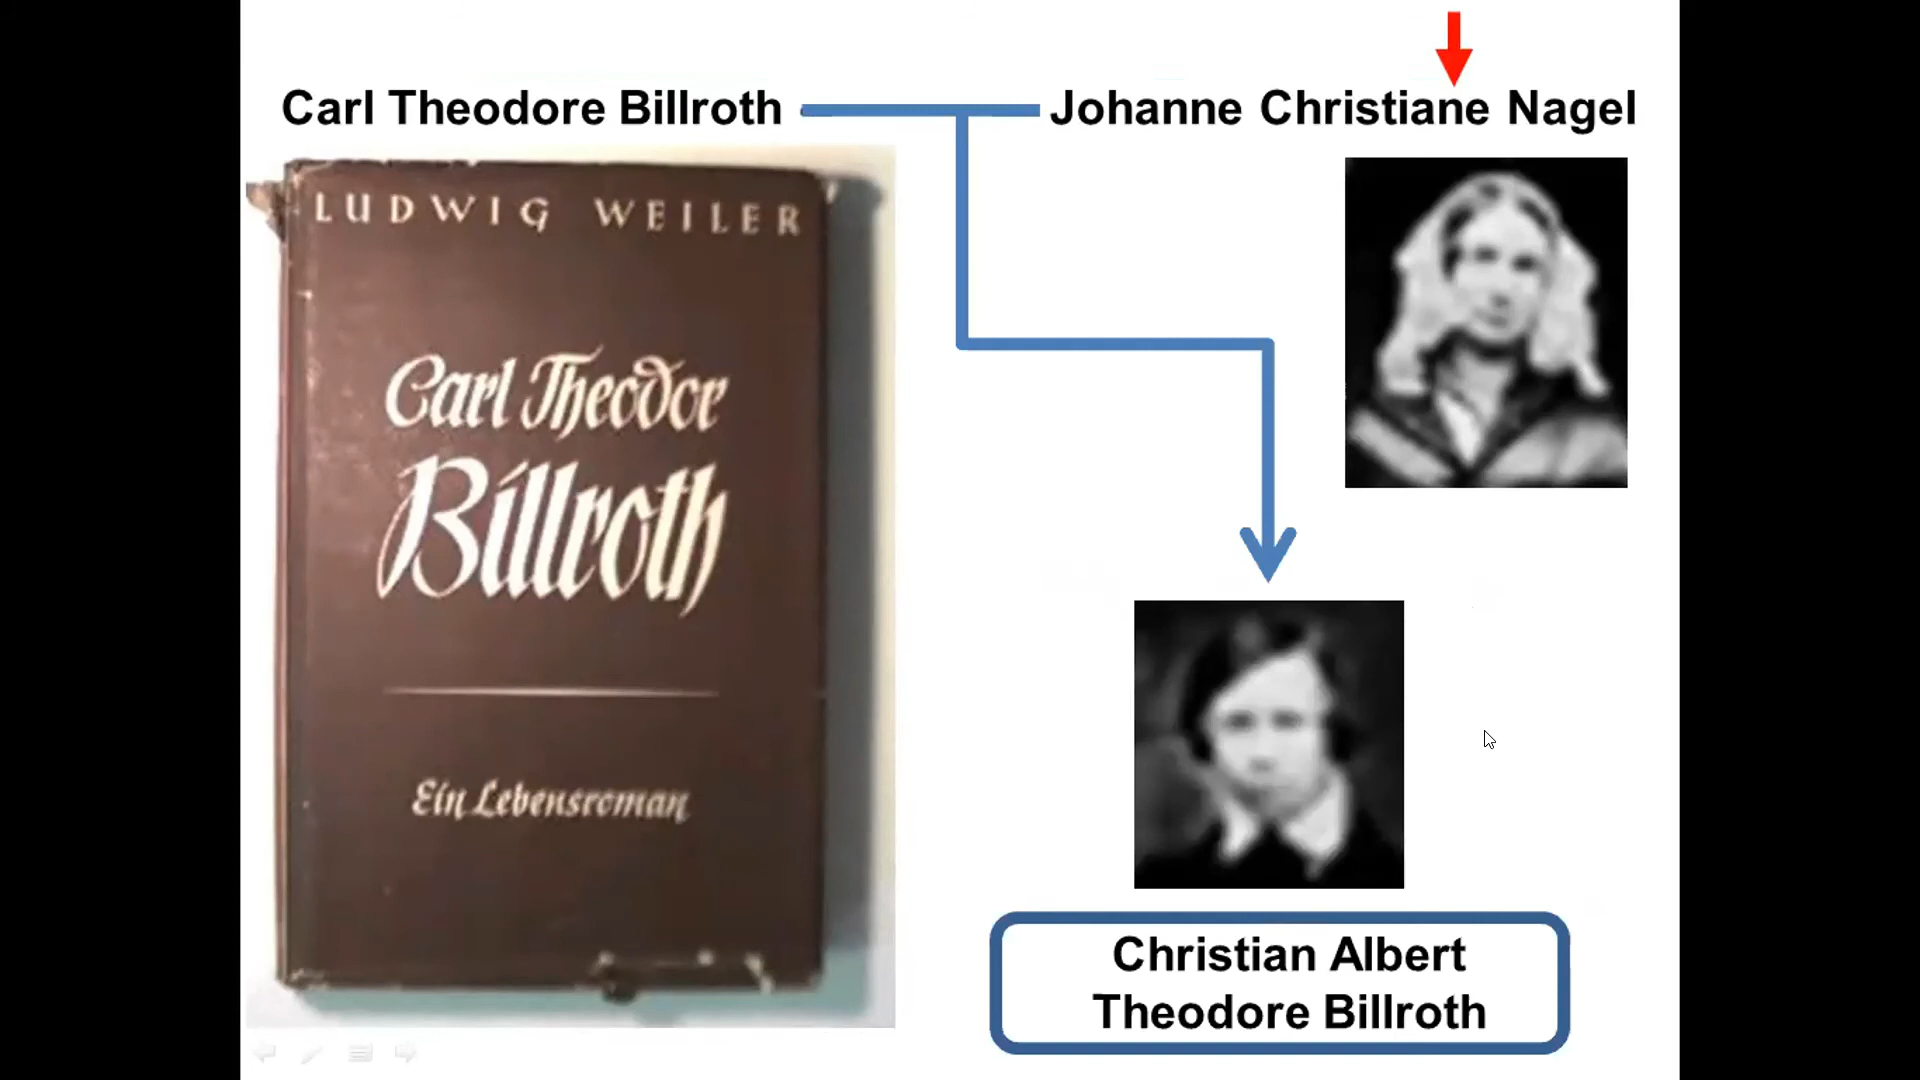 Carl Theodore Billroth
Johanne Christiane Nagel
LUDWIG WEILER
Carl Theodor
Billroth
Ein Lebensroman
Christian Albert
Theodore Billroth